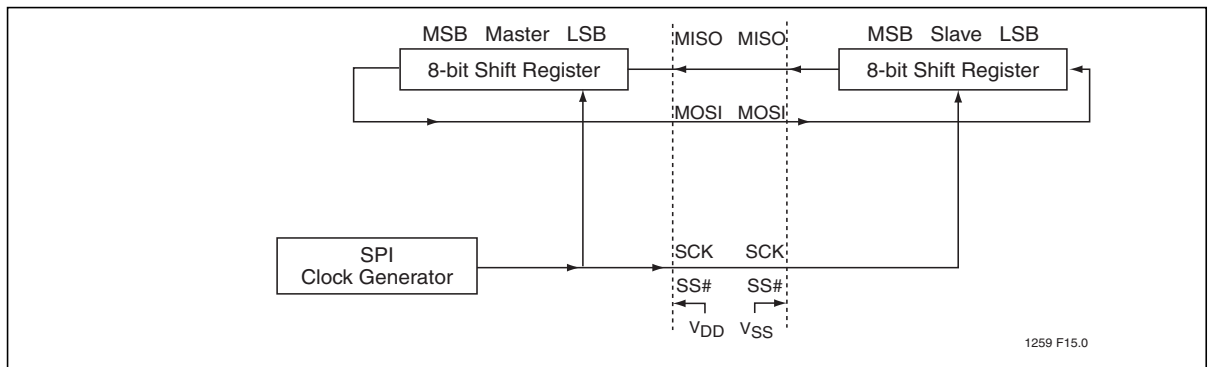 MSB Master LSB
8-bit Shift Register
MISO MISO
MSB Slave LSB
8-bit Shift Register
MOSI MOSI
SPI
Clock Generator
SCK SCK
SS# SS#
VDD VSS
1259 F15.0